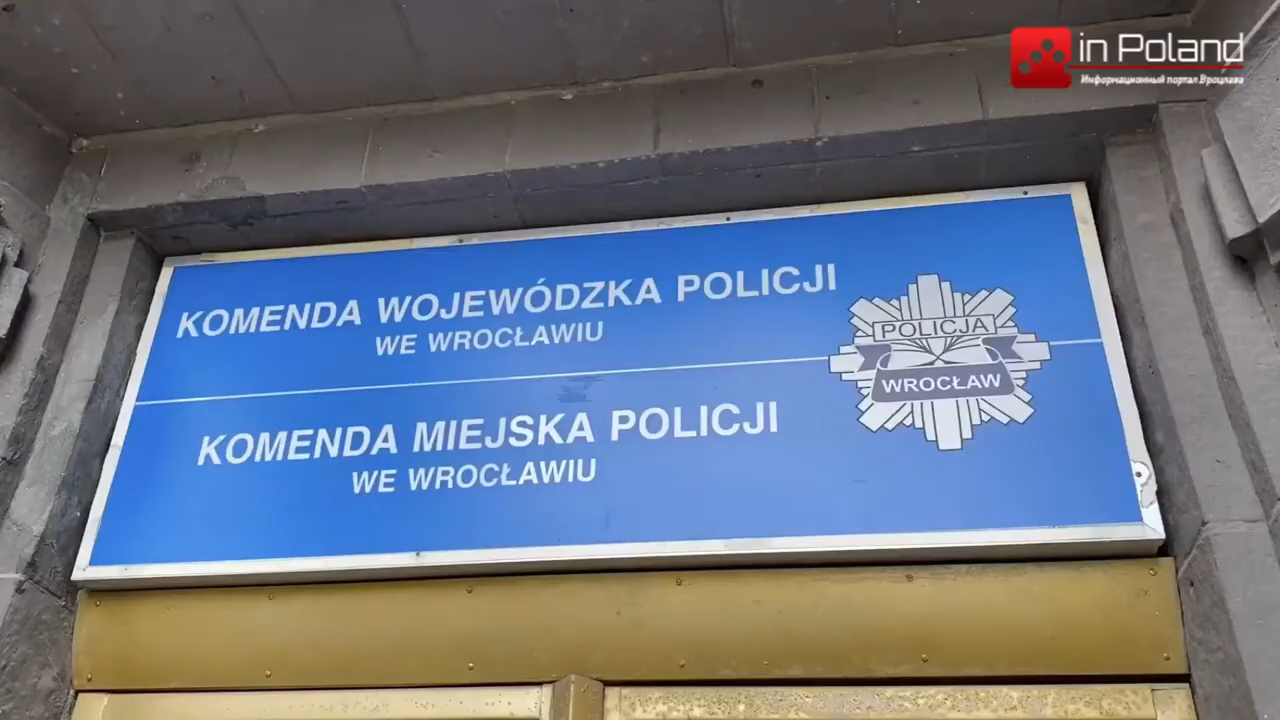 in Poland
Информационный портал Вроцлава
KOMENDA WOJEWÓDZKA POLICJI
WE WROCŁAWIU
POLICJA
WROCŁAW
KOMENDA MIEJSKA POLICJI
WE WROCŁAWIU